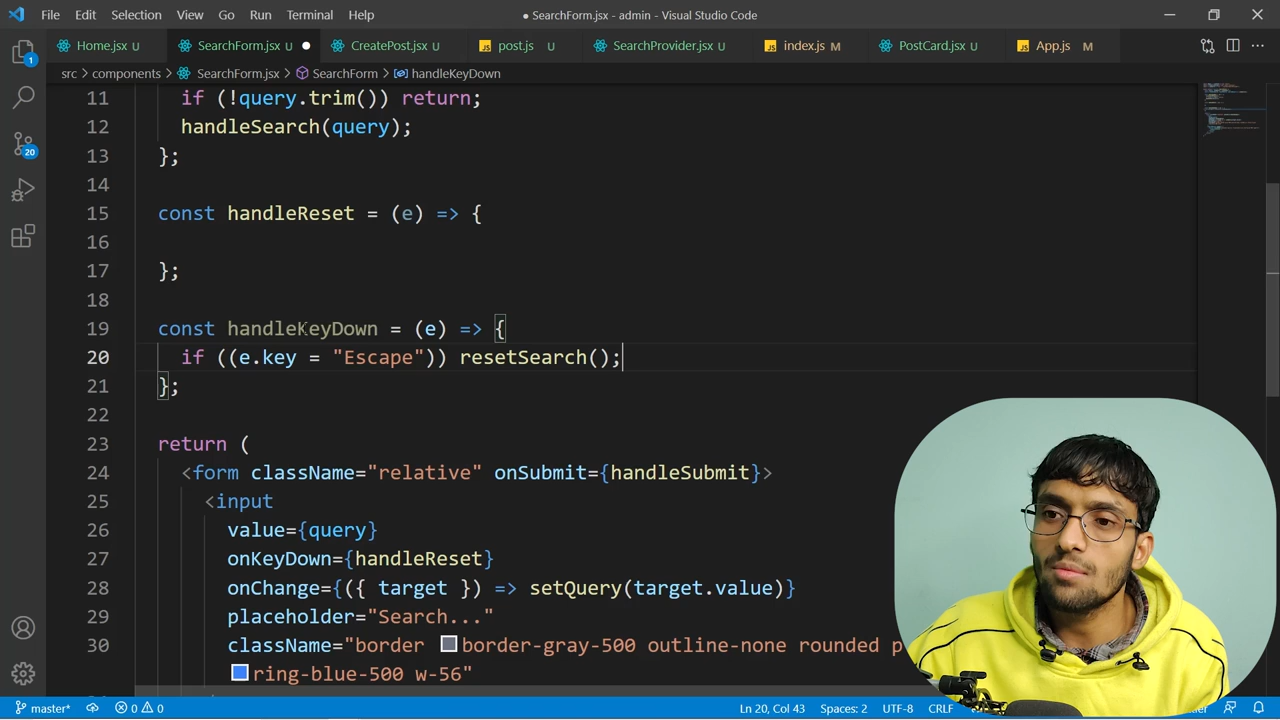 File Edit Selection View Go Run Terminal Help
● SearchForm.jsx - admin - Visual Studio Code
Home.jsx U SearchForm.jsx U CreatePost.jsx U post.js U SearchProvider.jsx U index.js M PostCard.jsx U App.js M
src > components > SearchForm.jsx > SearchForm > handleKeyDown
11 if (!query.trim()) return;
12 handleSearch(query);
13 };
14
15 const handleReset = (e) => {
16
17 };
18
19 const handleKeyDown = (e) => {
20 if ((e.key = "Escape")) resetSearch();
21 };
22
23 return (
24 <form className="relative" onSubmit={handleSubmit}>
25 <input
26 value={query}
27 onKeyDown={handleReset}
28 onChange={({ target }) => setQuery(target.value)}
29 placeholder="Search..."
30 className="border border-gray-500 outline-none rounded
ring-blue-500 w-56"
1
20
master* 0 0 Ln 20, Col 43 Spaces: 2 UTF-8 CRLF